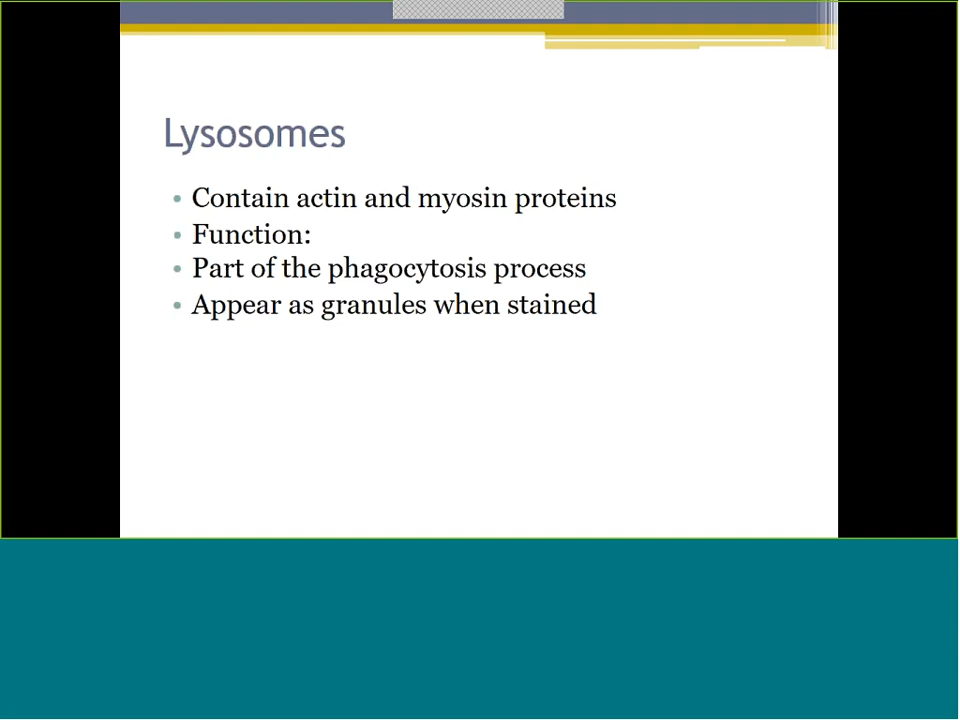 Lysosomes
• Contain actin and myosin proteins
• Function:
• Part of the phagocytosis process
• Appear as granules when stained